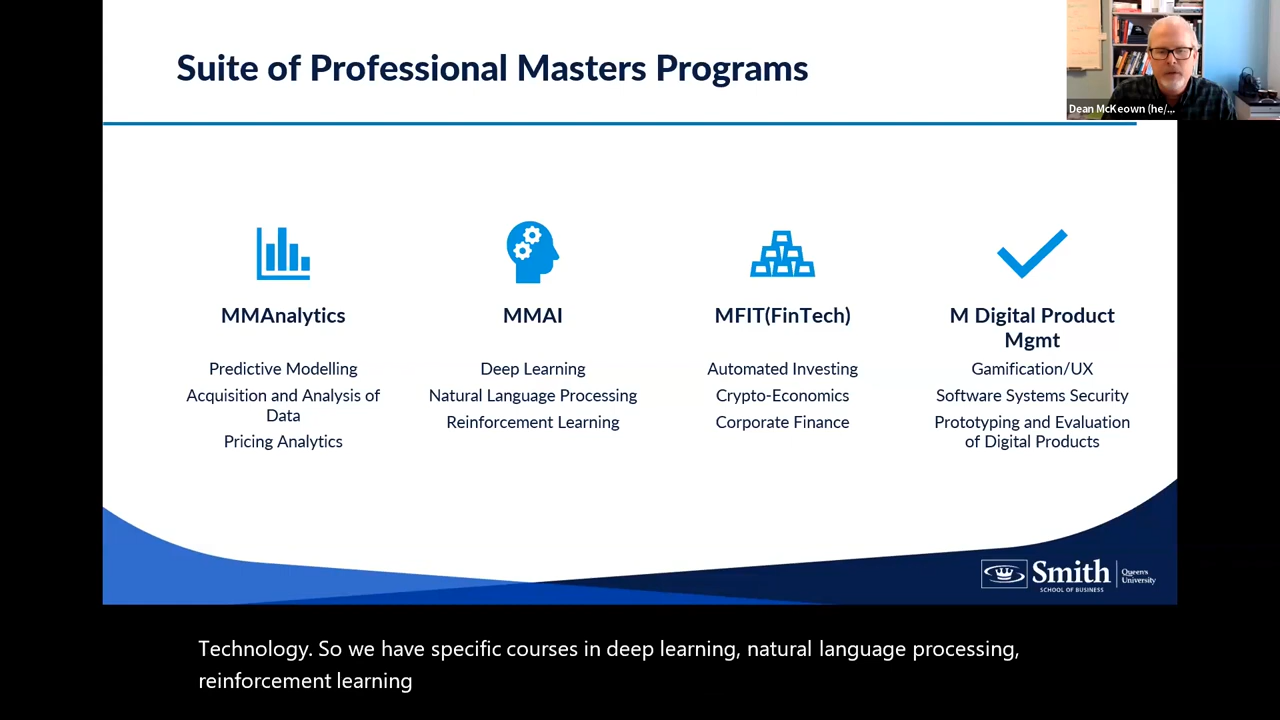 Suite of Professional Masters Programs
Dean McKeown (he/...
MMAnalytics
Predictive Modelling
Acquisition and Analysis of
Data
Pricing Analytics
MMAI
Deep Learning
Natural Language Processing
Reinforcement Learning
MFIT(FinTech)
Automated Investing
Crypto-Economics
Corporate Finance
M Digital Product
Mgmt
Gamification/UX
Software Systems Security
Prototyping and Evaluation
of Digital Products
Smith
SCHOOL OF BUSINESS
Queen's
University
Technology. So we have specific courses in deep learning, natural language processing,
reinforcement learning